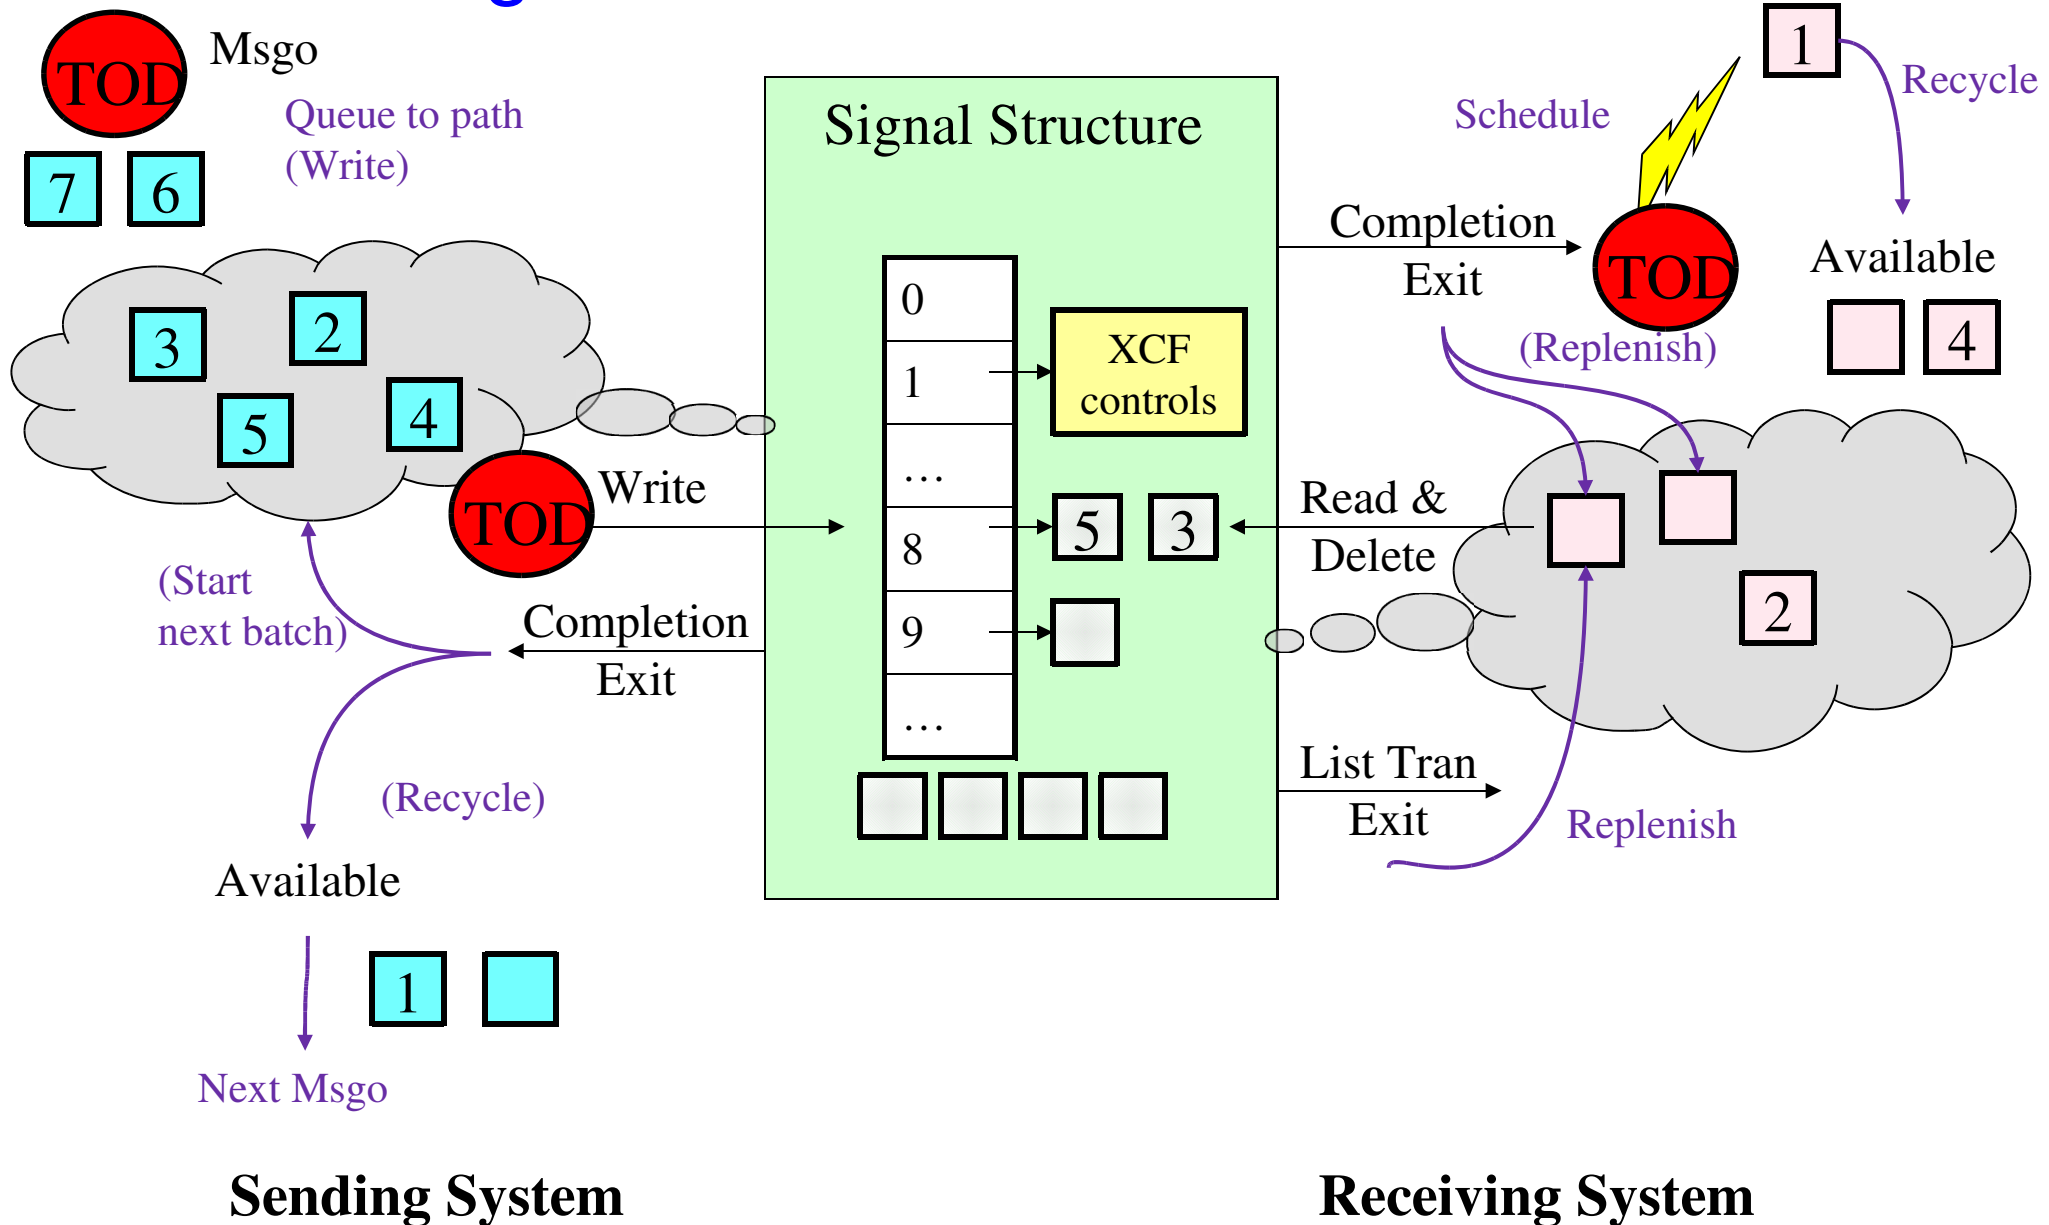 TOD
Msgo
Queue to path
(Write)
7
6
3
2
5
4
TOD
Write
(Start
next batch)
Completion
Exit
(Recycle)
Available
1
Next Msgo
Sending System
Signal Structure
0
1
XCF
controls
…
8
5
3
9
…
1
Recycle
Schedule
Completion
Exit
TOD
Available
4
(Replenish)
Read &
Delete
2
List Tran
Exit
Replenish
Receiving System